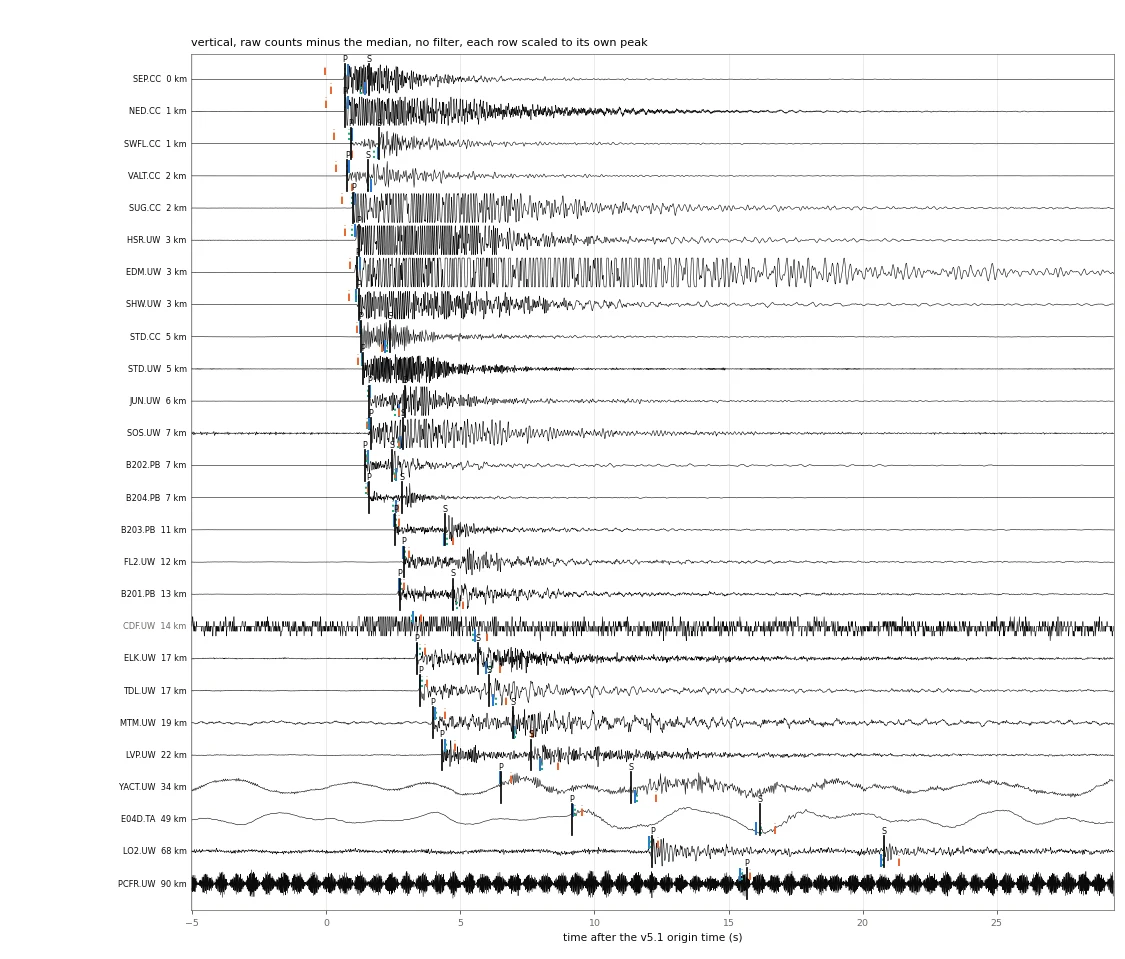 vertical, raw counts minus the median, no filter, each row scaled to its own peak
P S
SEP.CC 0 km
NED.CC 1 km
SWFL.CC 1 km
P S
VALT.CC 2 km
P
SUG.CC 2 km
HSR.UW 3 km
EDM.UW 3 km
SHW.UW 3 km
STD.CC 5 km
STD.UW 5 km
P
JUN.UW 6 km
P
SOS.UW 7 km
P S
B202.PB 7 km
P S
B204.PB 7 km
S
B203.PB 11 km
P
FL2.UW 12 km
P S
B201.PB 13 km
CDF.UW 14 km
P S
ELK.UW 17 km
P S
TDL.UW 17 km
P S
MTM.UW 19 km
P S
LVP.UW 22 km
P S
YACT.UW 34 km
P S
E04D.TA 49 km
P S
LO2.UW 68 km
P
PCFR.UW 90 km
−5 0 5 10 15 20 25
time after the v5.1 origin time (s)